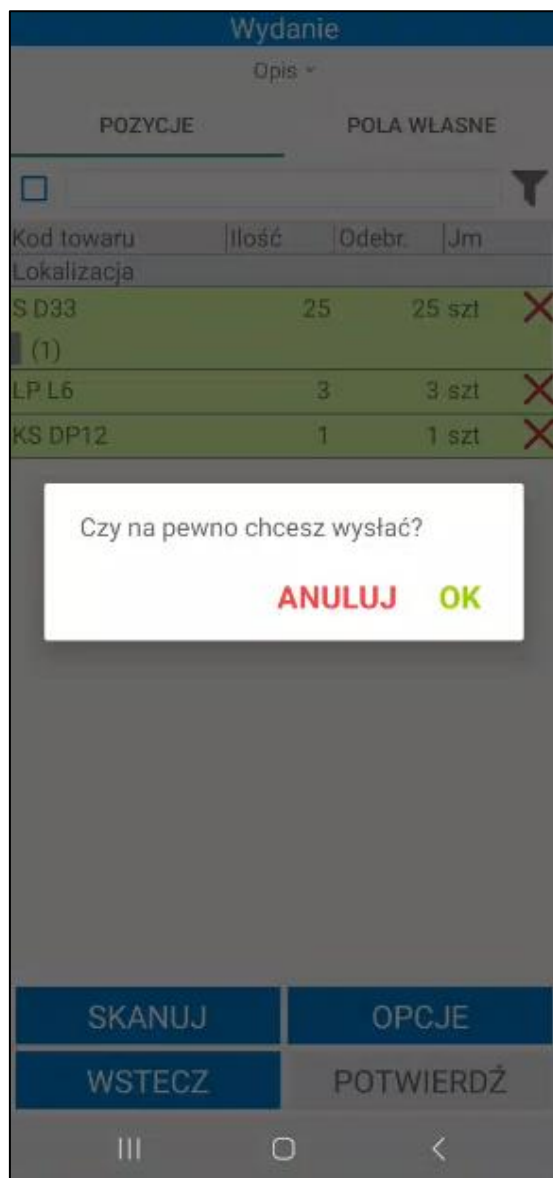 Wydanie
Opis
POZYCJE POLA WŁASNE
Kod towaru Ilość Odebr. Jm
Lokalizacja
S D33 25 25 szt
(1)
LP L6 3 3 szt
KS DP12 1 1 szt
Czy na pewno chcesz wysłać?
ANULUJ OK
SKANUJ OPCJE
WSTECZ POTWIERDŹ